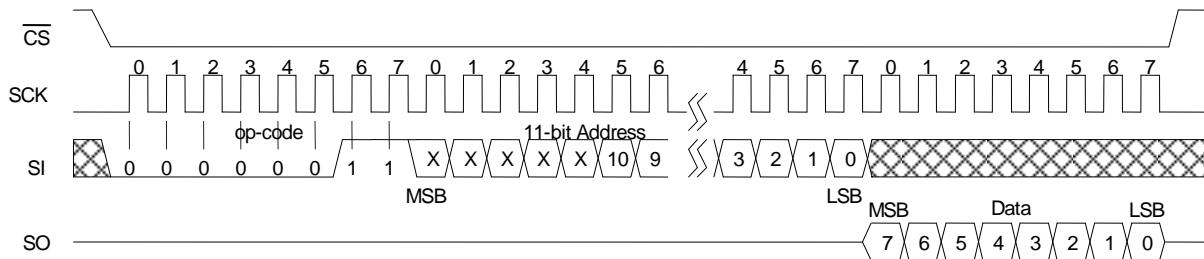 CS
0 1 2 3 4 5 6 7 0 1 2 3 4 5 6 4 5 6 7 0 1 2 3 4 5 6 7
SCK
op-code 11-bit Address
SI 0 0 0 0 0 0 1 1 X X X X X 10 9 3 2 1 0
MSB LSB
MSB Data LSB
SO 7 6 5 4 3 2 1 0